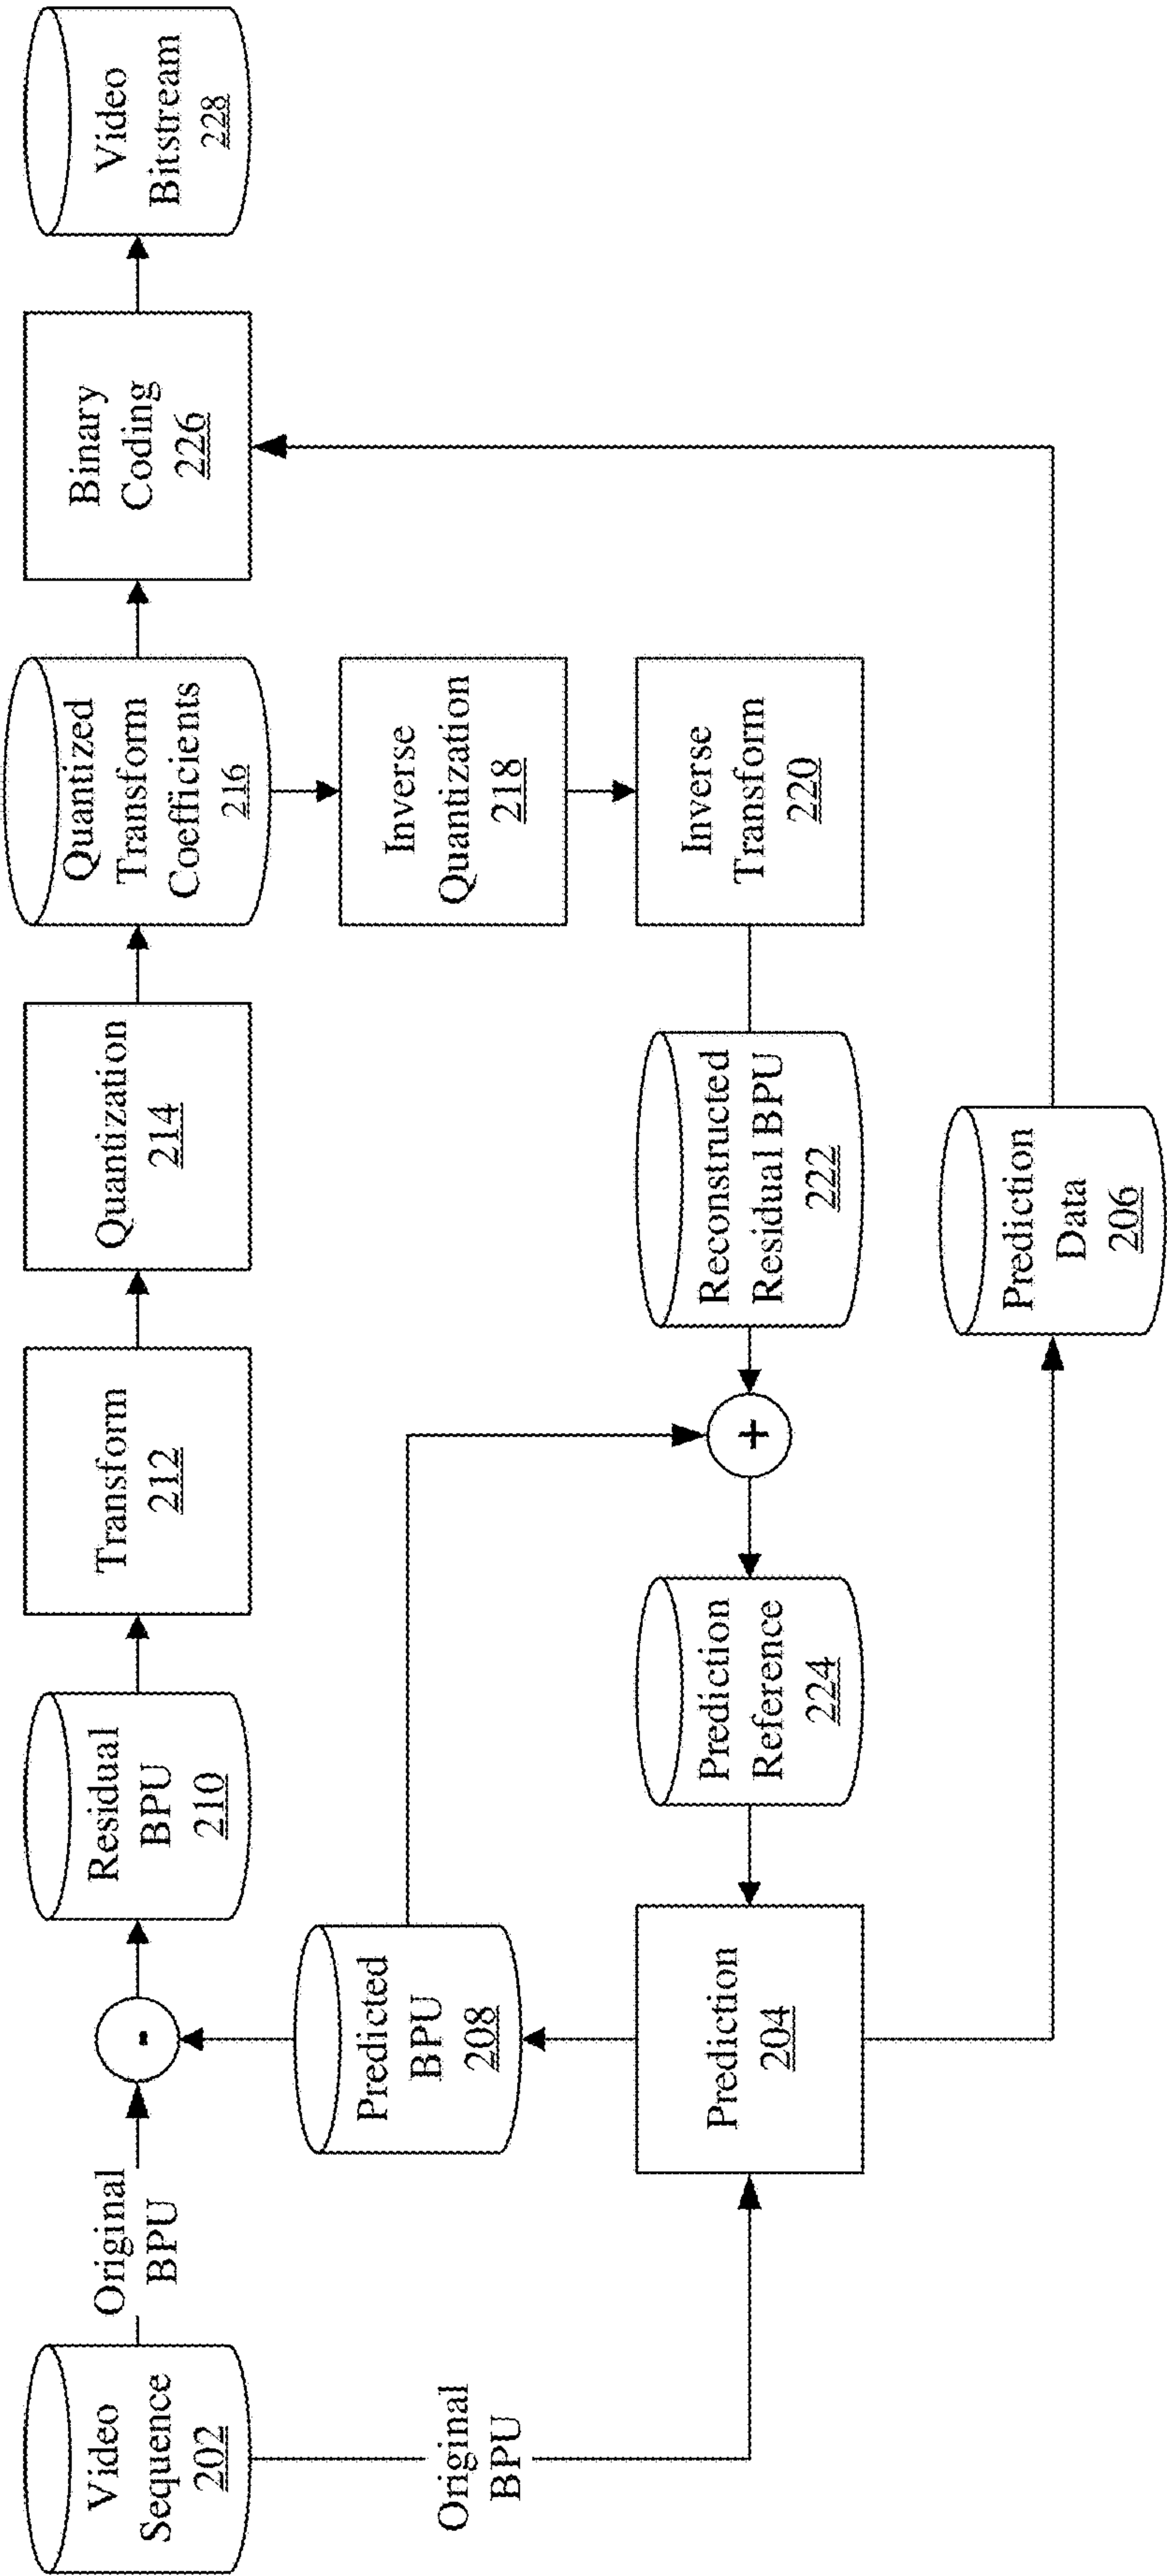 Video
Sequence
202
Original
BPU
-
Residual
BPU
210
Transform
212
Quantization
214
Quantized
Transform
Coefficients
216
Binary
Coding
226
Video
Bitstream
228
Original
BPU
Predicted
BPU
208
Inverse
Quantization
218
Prediction
204
Prediction
Reference
224
+
Reconstructed
Residual BPU
222
Inverse
Transform
220
Prediction
Data
206